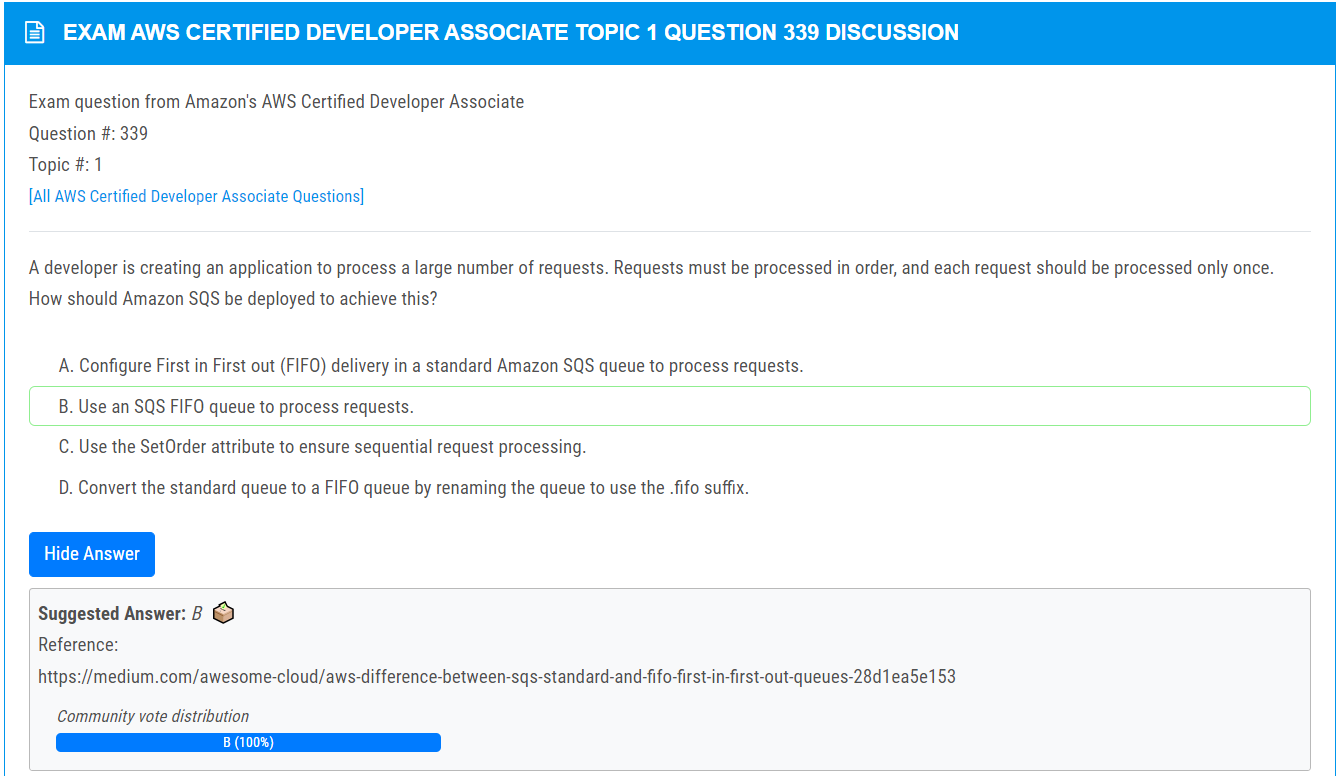 EXAM AWS CERTIFIED DEVELOPER ASSOCIATE TOPIC 1 QUESTION 339 DISCUSSION
Exam question from Amazon's AWS Certified Developer Associate
Question #: 339
Topic #: 1
[All AWS Certified Developer Associate Questions]
A developer is creating an application to process a large number of requests. Requests must be processed in order, and each request should be processed only once.
How should Amazon SQS be deployed to achieve this?
A. Configure First in First out (FIFO) delivery in a standard Amazon SQS queue to process requests.
B. Use an SQS FIFO queue to process requests.
C. Use the SetOrder attribute to ensure sequential request processing.
D. Convert the standard queue to a FIFO queue by renaming the queue to use the .fifo suffix.
Hide Answer
Suggested Answer: B
Reference:
https://medium.com/awesome-cloud/aws-difference-between-sqs-standard-and-fifo-first-in-first-out-queues-28d1ea5e153
Community vote distribution
B (100%)